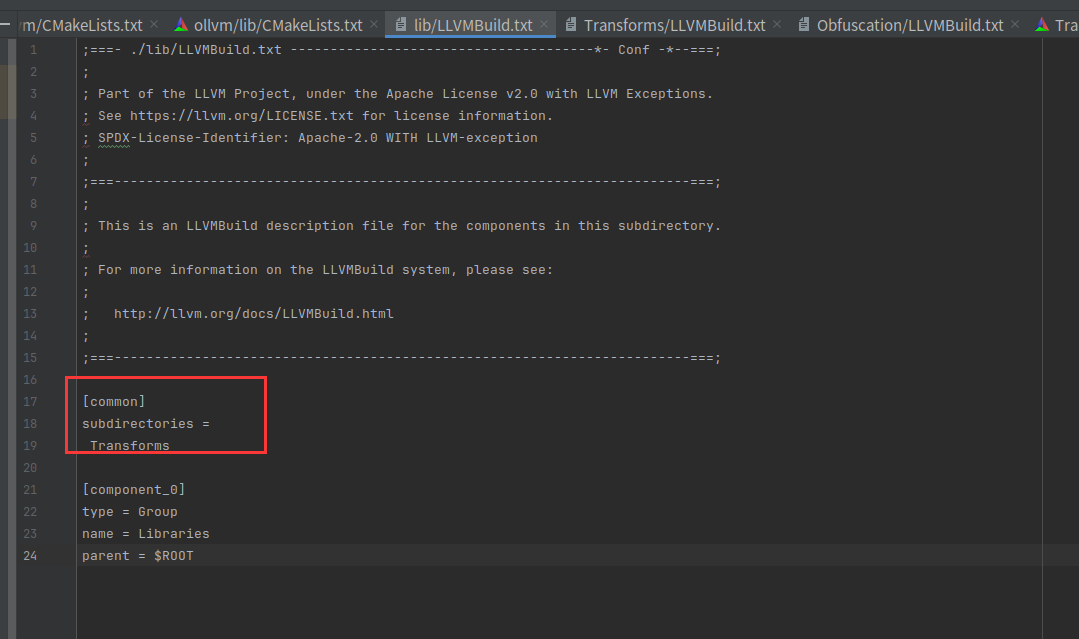 m/CMakeLists.txt × ollvm/lib/CMakeLists.txt × lib/LLVMBuild.txt × Transforms/LLVMBuild.txt × Obfuscation/LLVMBuild.txt × Tra
1 ;===- ./lib/LLVMBuild.txt --------------------------------------*- Conf -*--===;
2 ;
3 ; Part of the LLVM Project, under the Apache License v2.0 with LLVM Exceptions.
4 ; See https://llvm.org/LICENSE.txt for license information.
5 ; SPDX-License-Identifier: Apache-2.0 WITH LLVM-exception
6 ;
7 ;===------------------------------------------------------------------------===;
8 ;
9 ; This is an LLVMBuild description file for the components in this subdirectory.
10 ;
11 ; For more information on the LLVMBuild system, please see:
12 ;
13 ;   http://llvm.org/docs/LLVMBuild.html
14 ;
15 ;===------------------------------------------------------------------------===;
16
17 [common]
18 subdirectories =
19  Transforms
20
21 [component_0]
22 type = Group
23 name = Libraries
24 parent = $ROOT